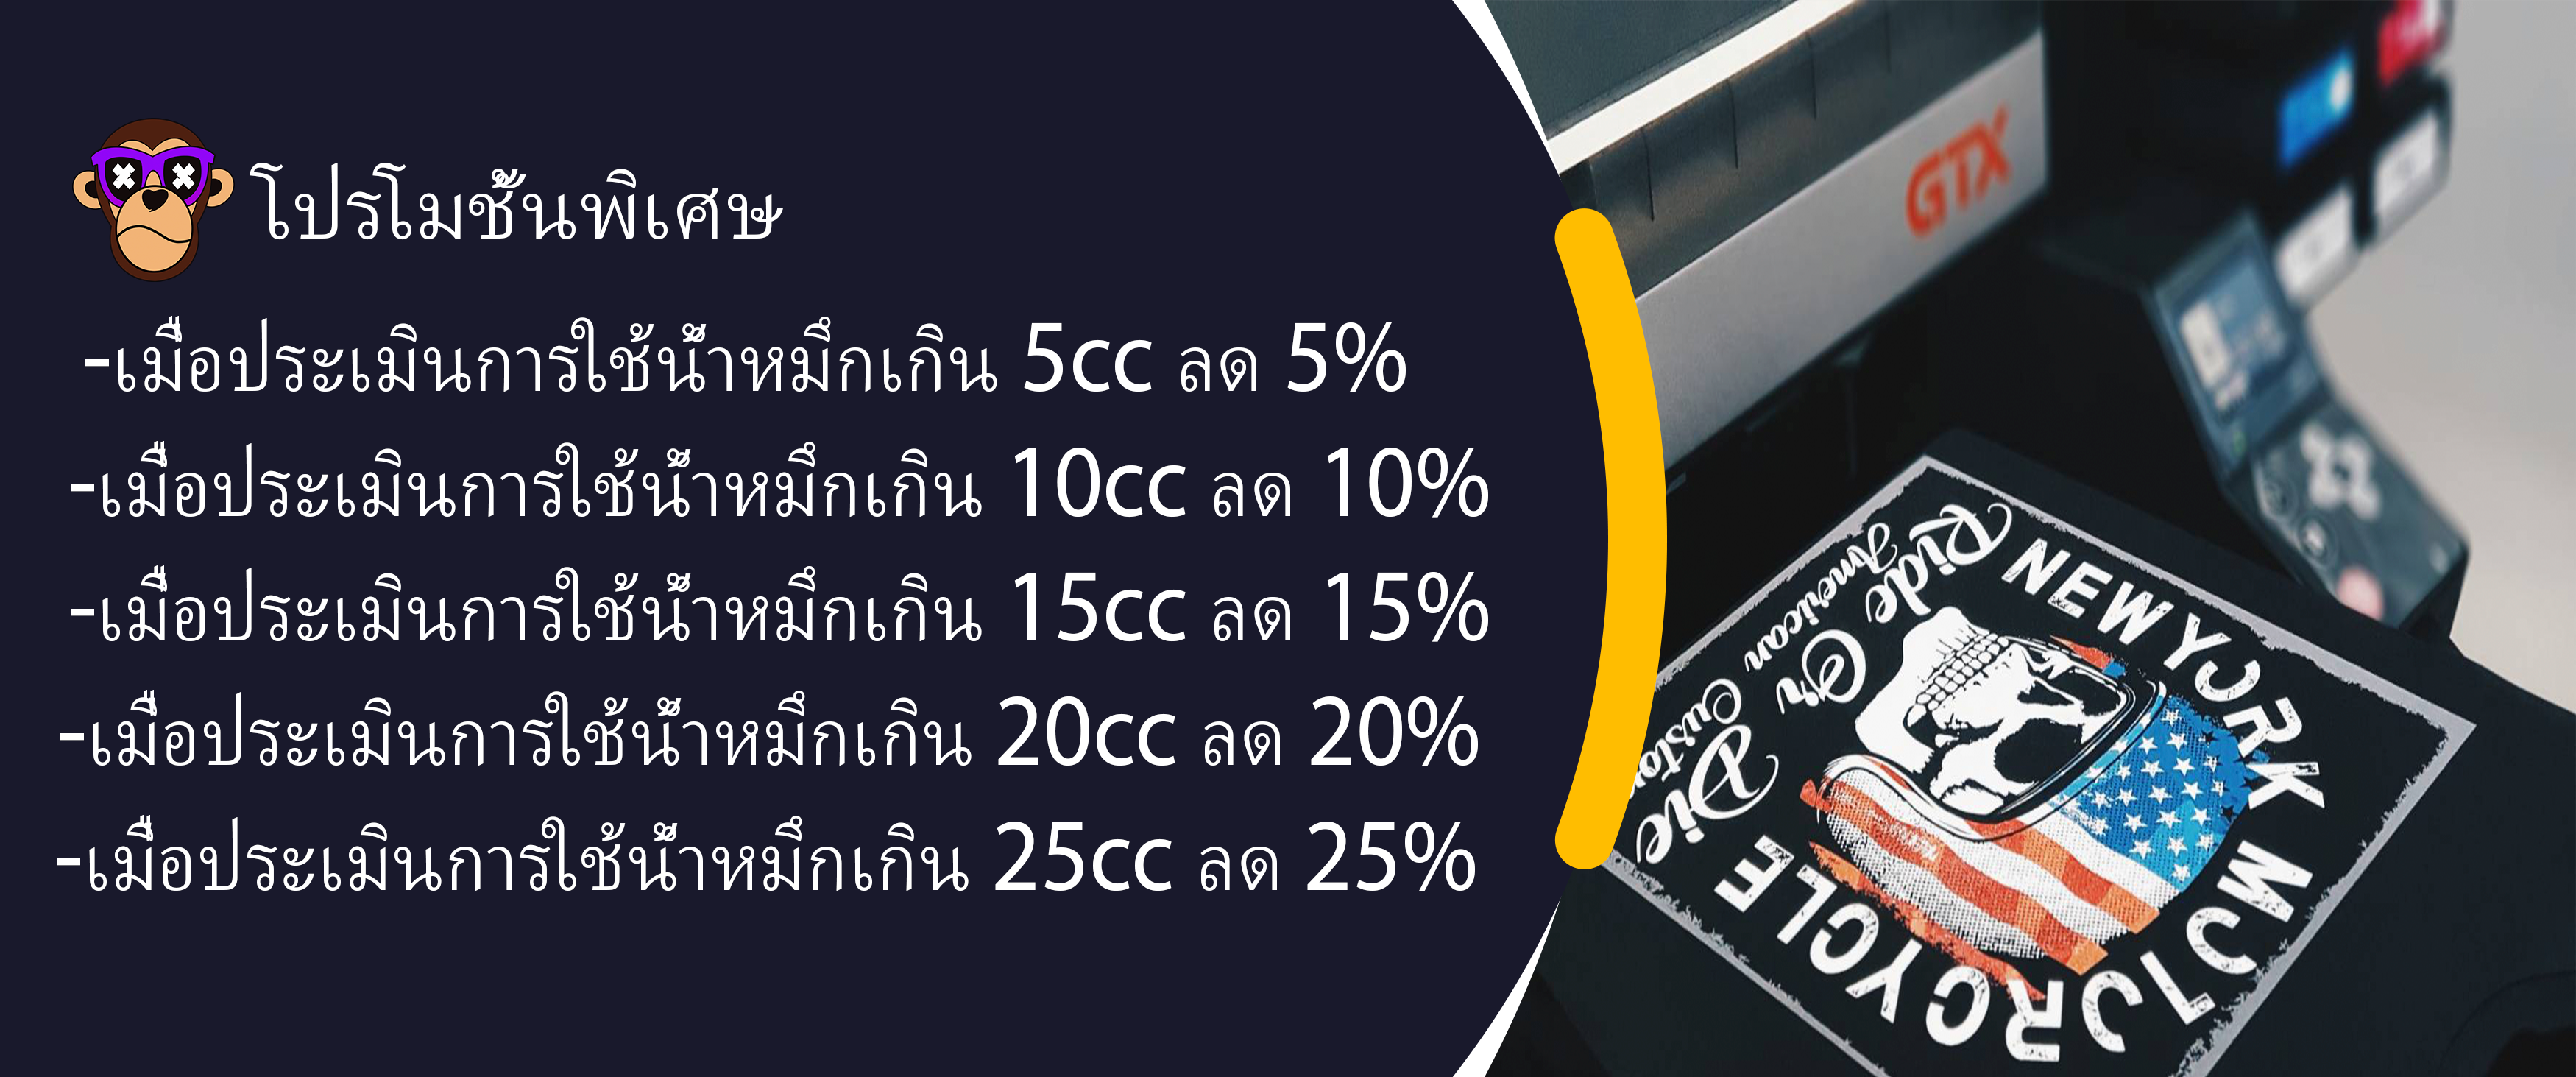 โปรโมชั้นพิเศษ
-เมื่อประเมินการใช้น้ำหมึกเกิน 5cc ลด 5%
-เมื่อประเมินการใช้น้ำหมึกเกิน 10cc ลด 10%
-เมื่อประเมินการใช้น้ำหมึกเกิน 15cc ลด 15%
-เมื่อประเมินการใช้น้ำหมึกเกิน 20cc ลด 20%
-เมื่อประเมินการใช้น้ำหมึกเกิน 25cc ลด 25%
GTX
NEWYORK MOTORCYCLE
Ride Or Die
American Custom